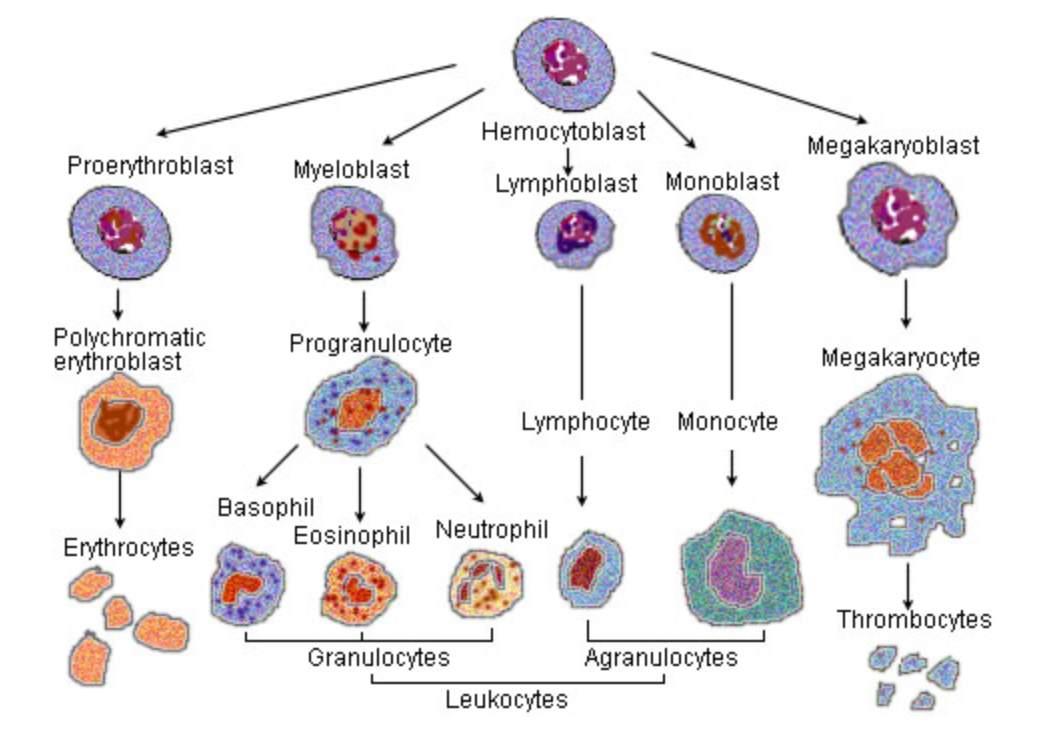 Hemocytoblast
Proerythroblast
Myeloblast
Lymphoblast
Monoblast
Megakaryoblast
Polychromatic
erythroblast
Progranulocyte
Megakaryocyte
Lymphocyte
Monocyte
Basophil
Eosinophil
Neutrophil
Erythrocytes
Thrombocytes
Granulocytes
Agranulocytes
Leukocytes